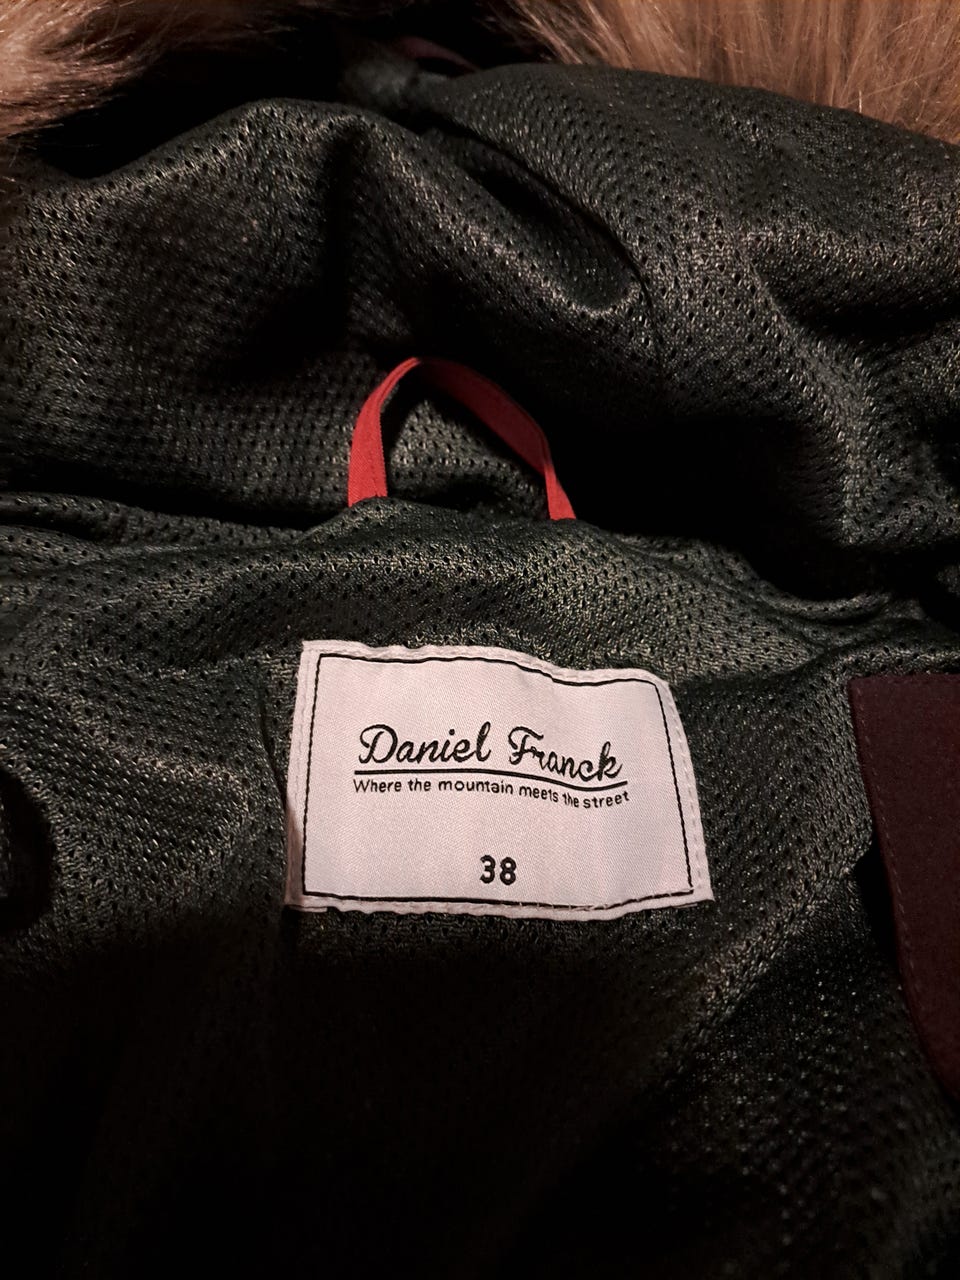 Daniel Franck
Where the mountain meets the street
38